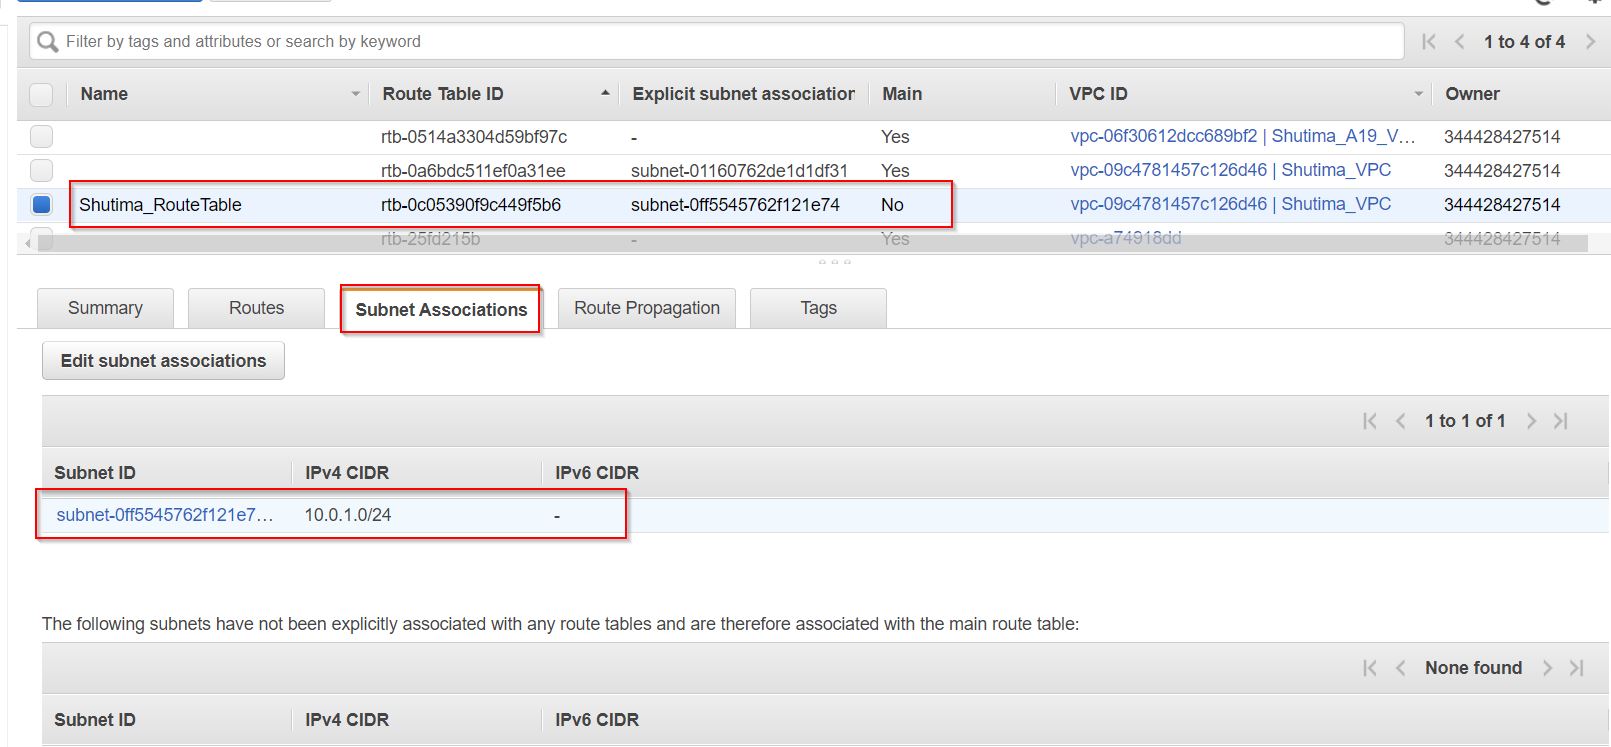 Filter by tags and attributes or search by keyword
1 to 4 of 4
Name Route Table ID Explicit subnet association Main VPC ID Owner
rtb-0514a3304d59bf97c - Yes vpc-06f30612dcc689bf2 | Shutima_A19_V... 344428427514
rtb-0a6bdc511ef0a31ee subnet-01160762de1d1df31 Yes vpc-09c4781457c126d46 | Shutima_VPC 344428427514
Shutima_RouteTable rtb-0c05390f9c449f5b6 subnet-0ff5545762f121e74 No vpc-09c4781457c126d46 | Shutima_VPC 344428427514
rtb-25fd215b - Yes vpc-a74918dd 344428427514
Summary Routes Subnet Associations Route Propagation Tags
Edit subnet associations
1 to 1 of 1
Subnet ID IPv4 CIDR IPv6 CIDR
subnet-0ff5545762f121e7... 10.0.1.0/24 -
The following subnets have not been explicitly associated with any route tables and are therefore associated with the main route table:
None found
Subnet ID IPv4 CIDR IPv6 CIDR